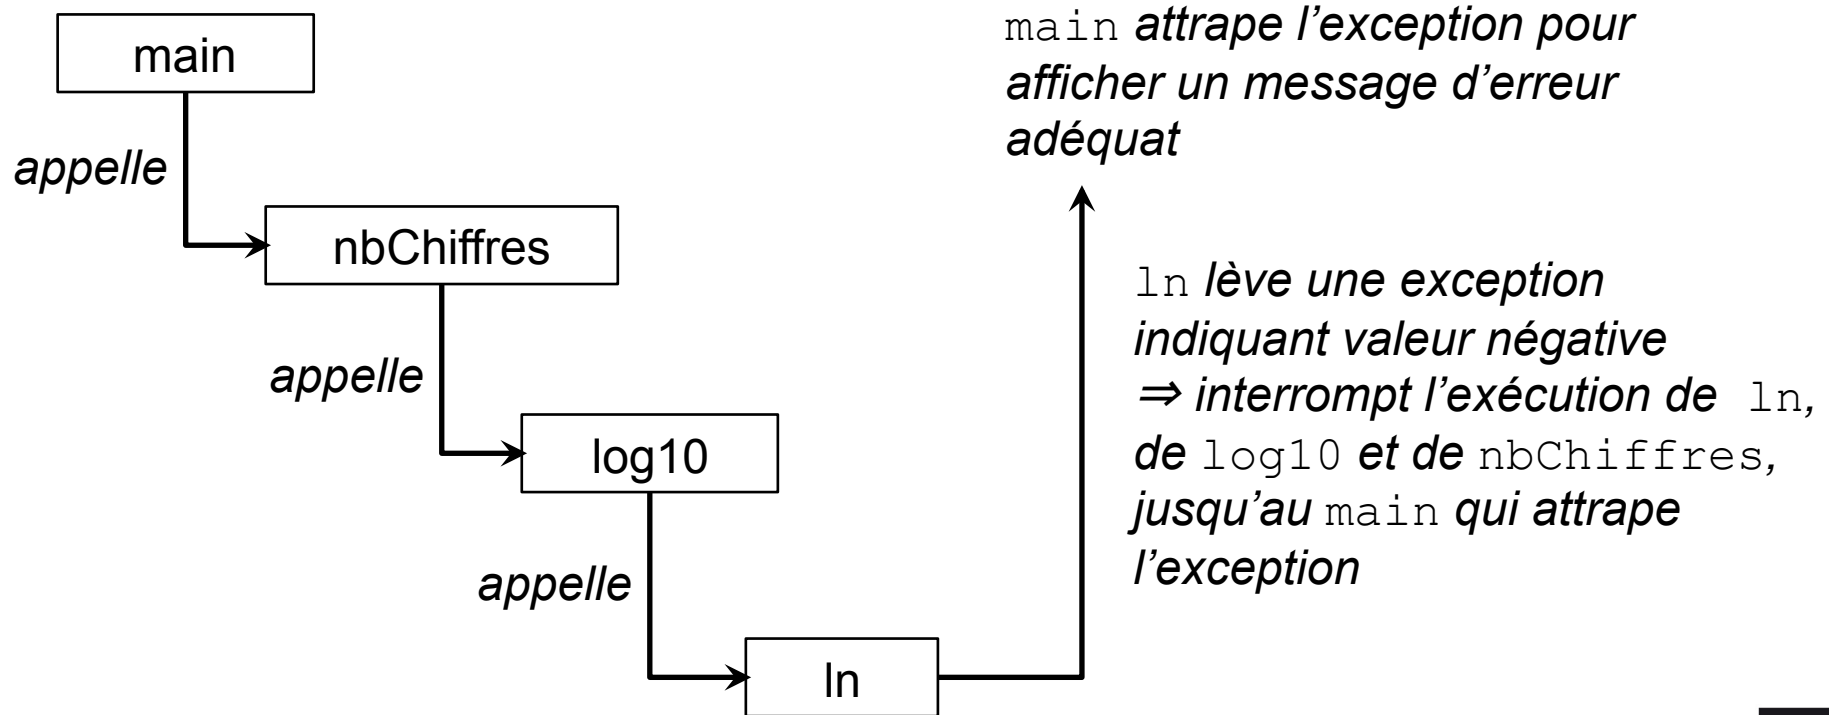 main
appelle
nbChiffres
appelle
log10
appelle
ln
main attrape l’exception pour
afficher un message d’erreur
adéquat
ln lève une exception
indiquant valeur négative
⇒ interrompt l’exécution de ln,
de log10 et de nbChiffres,
jusqu’au main qui attrape
l’exception